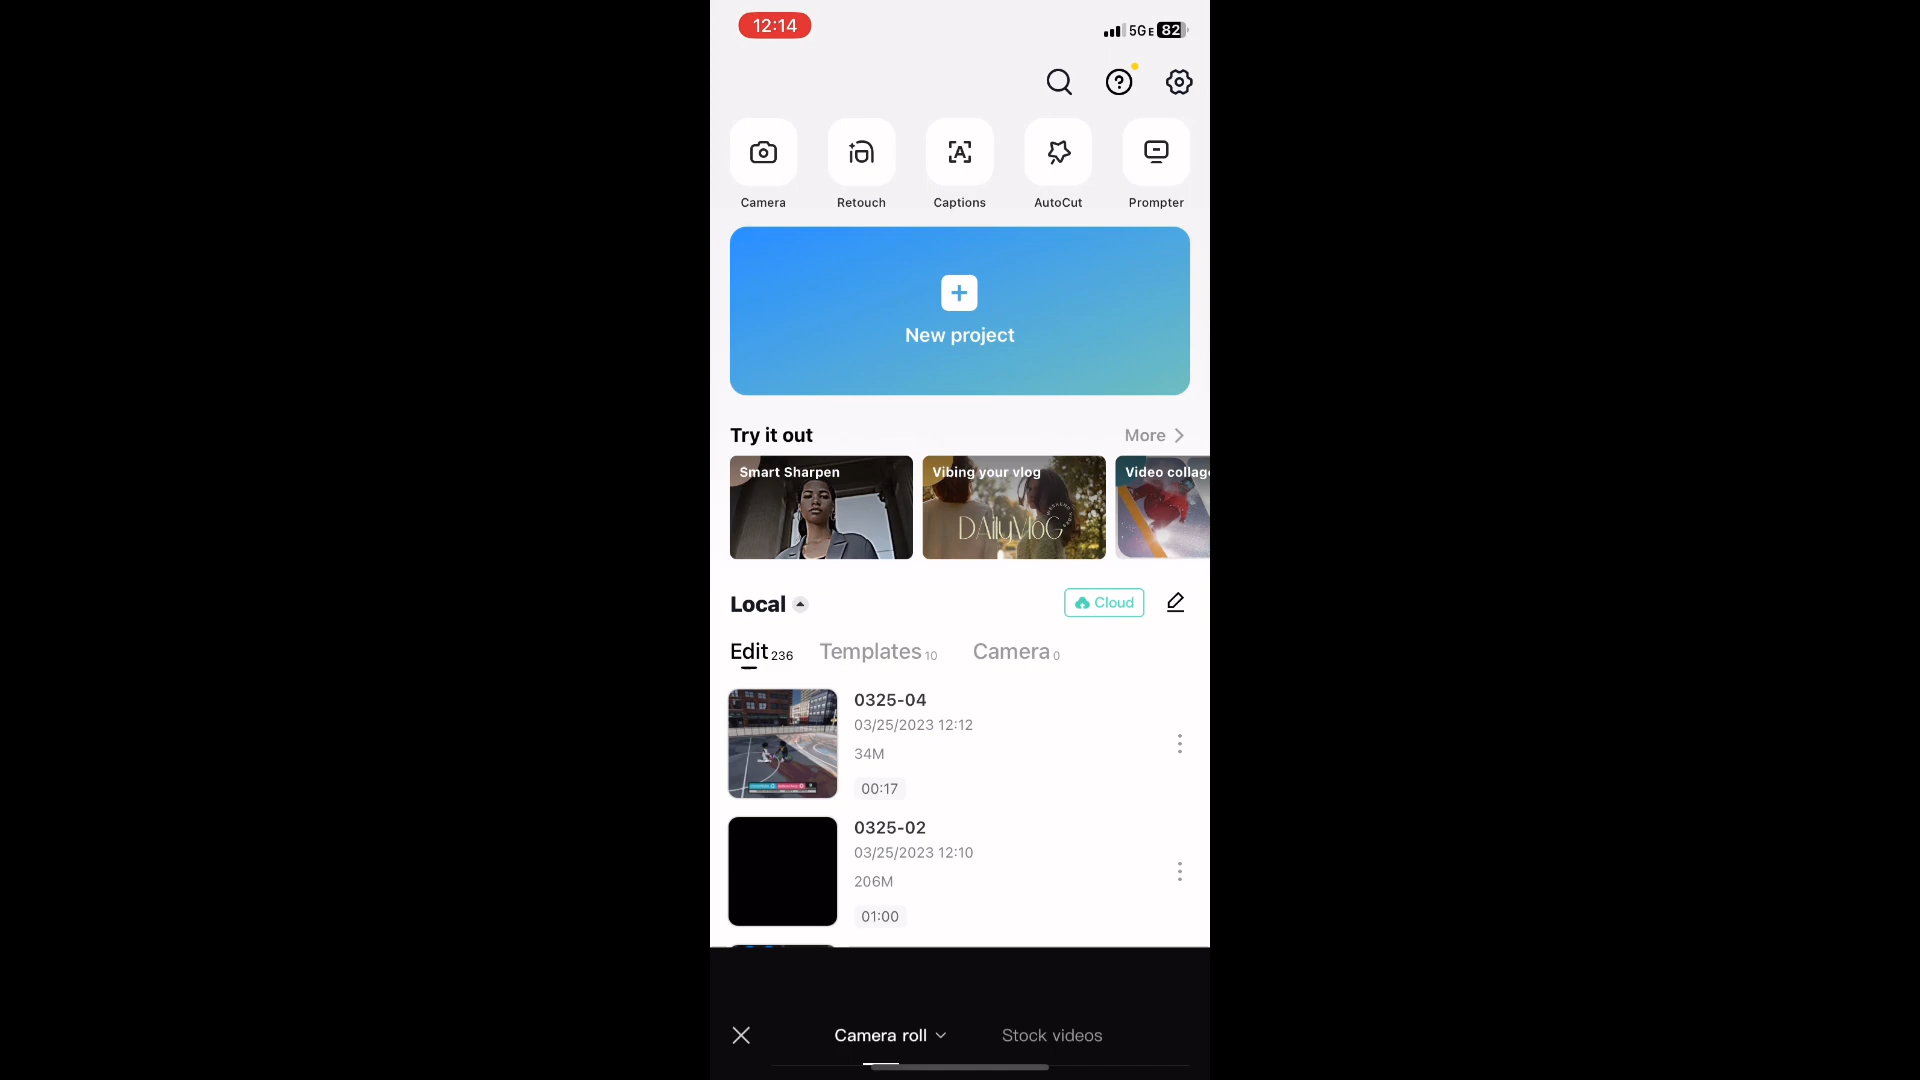 12:14
5GE 82
Camera
Retouch
Captions
AutoCut
Prompter
New project
Try it out
More
Smart Sharpen
Vibing your vlog
Video collag
DAilyVloG
Local
Cloud
Edit 236
Templates 10
Camera 0
0325-04
03/25/2023 12:12
34M
00:17
0325-02
03/25/2023 12:10
206M
01:00
Camera roll
Stock videos